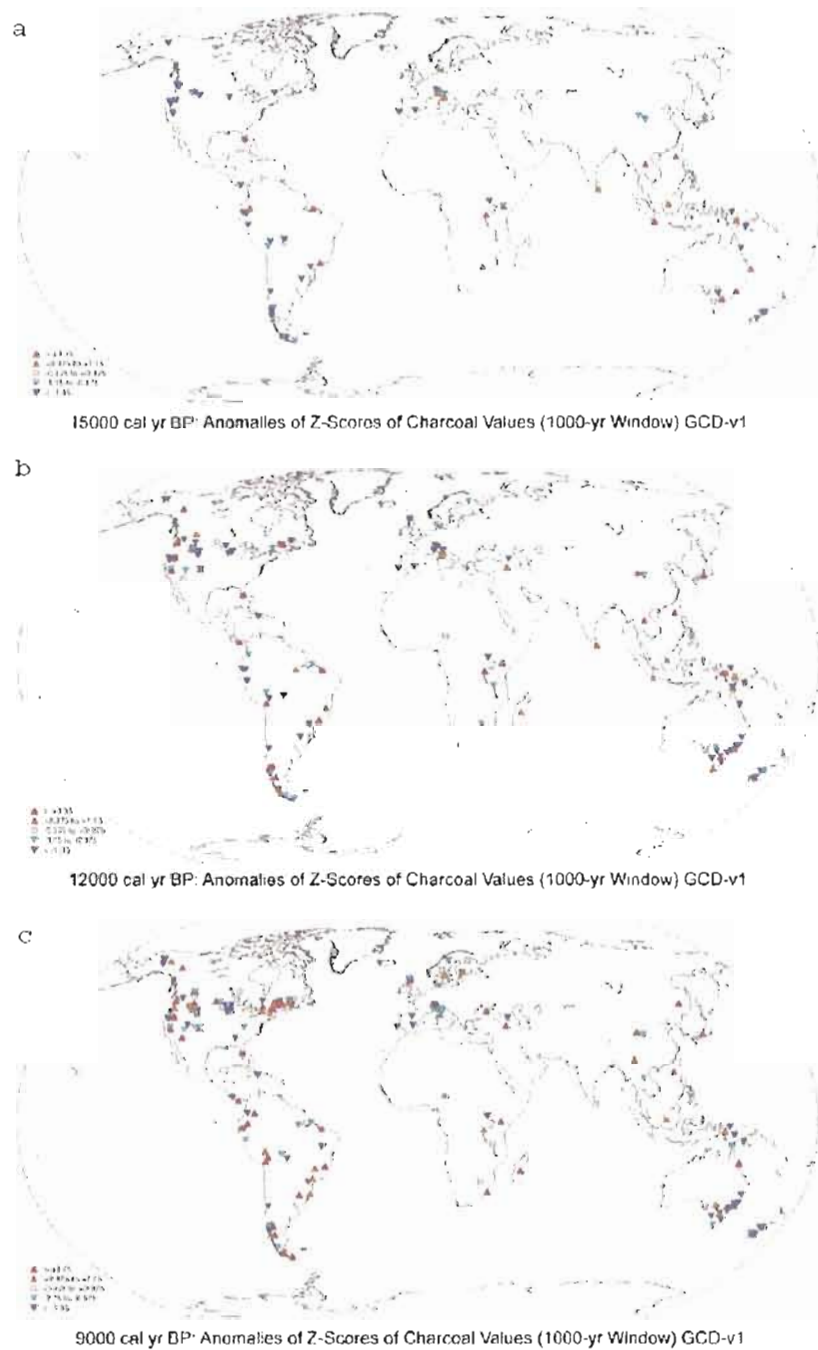 a
15000 cal yr BP: Anomalies of Z-Scores of Charcoal Values (1000-yr Window) GCD-v1
b
12000 cal yr BP: Anomalies of Z-Scores of Charcoal Values (1000-yr Window) GCD-v1
c
9000 cal yr BP: Anomalies of Z-Scores of Charcoal Values (1000-yr Window) GCD-v1